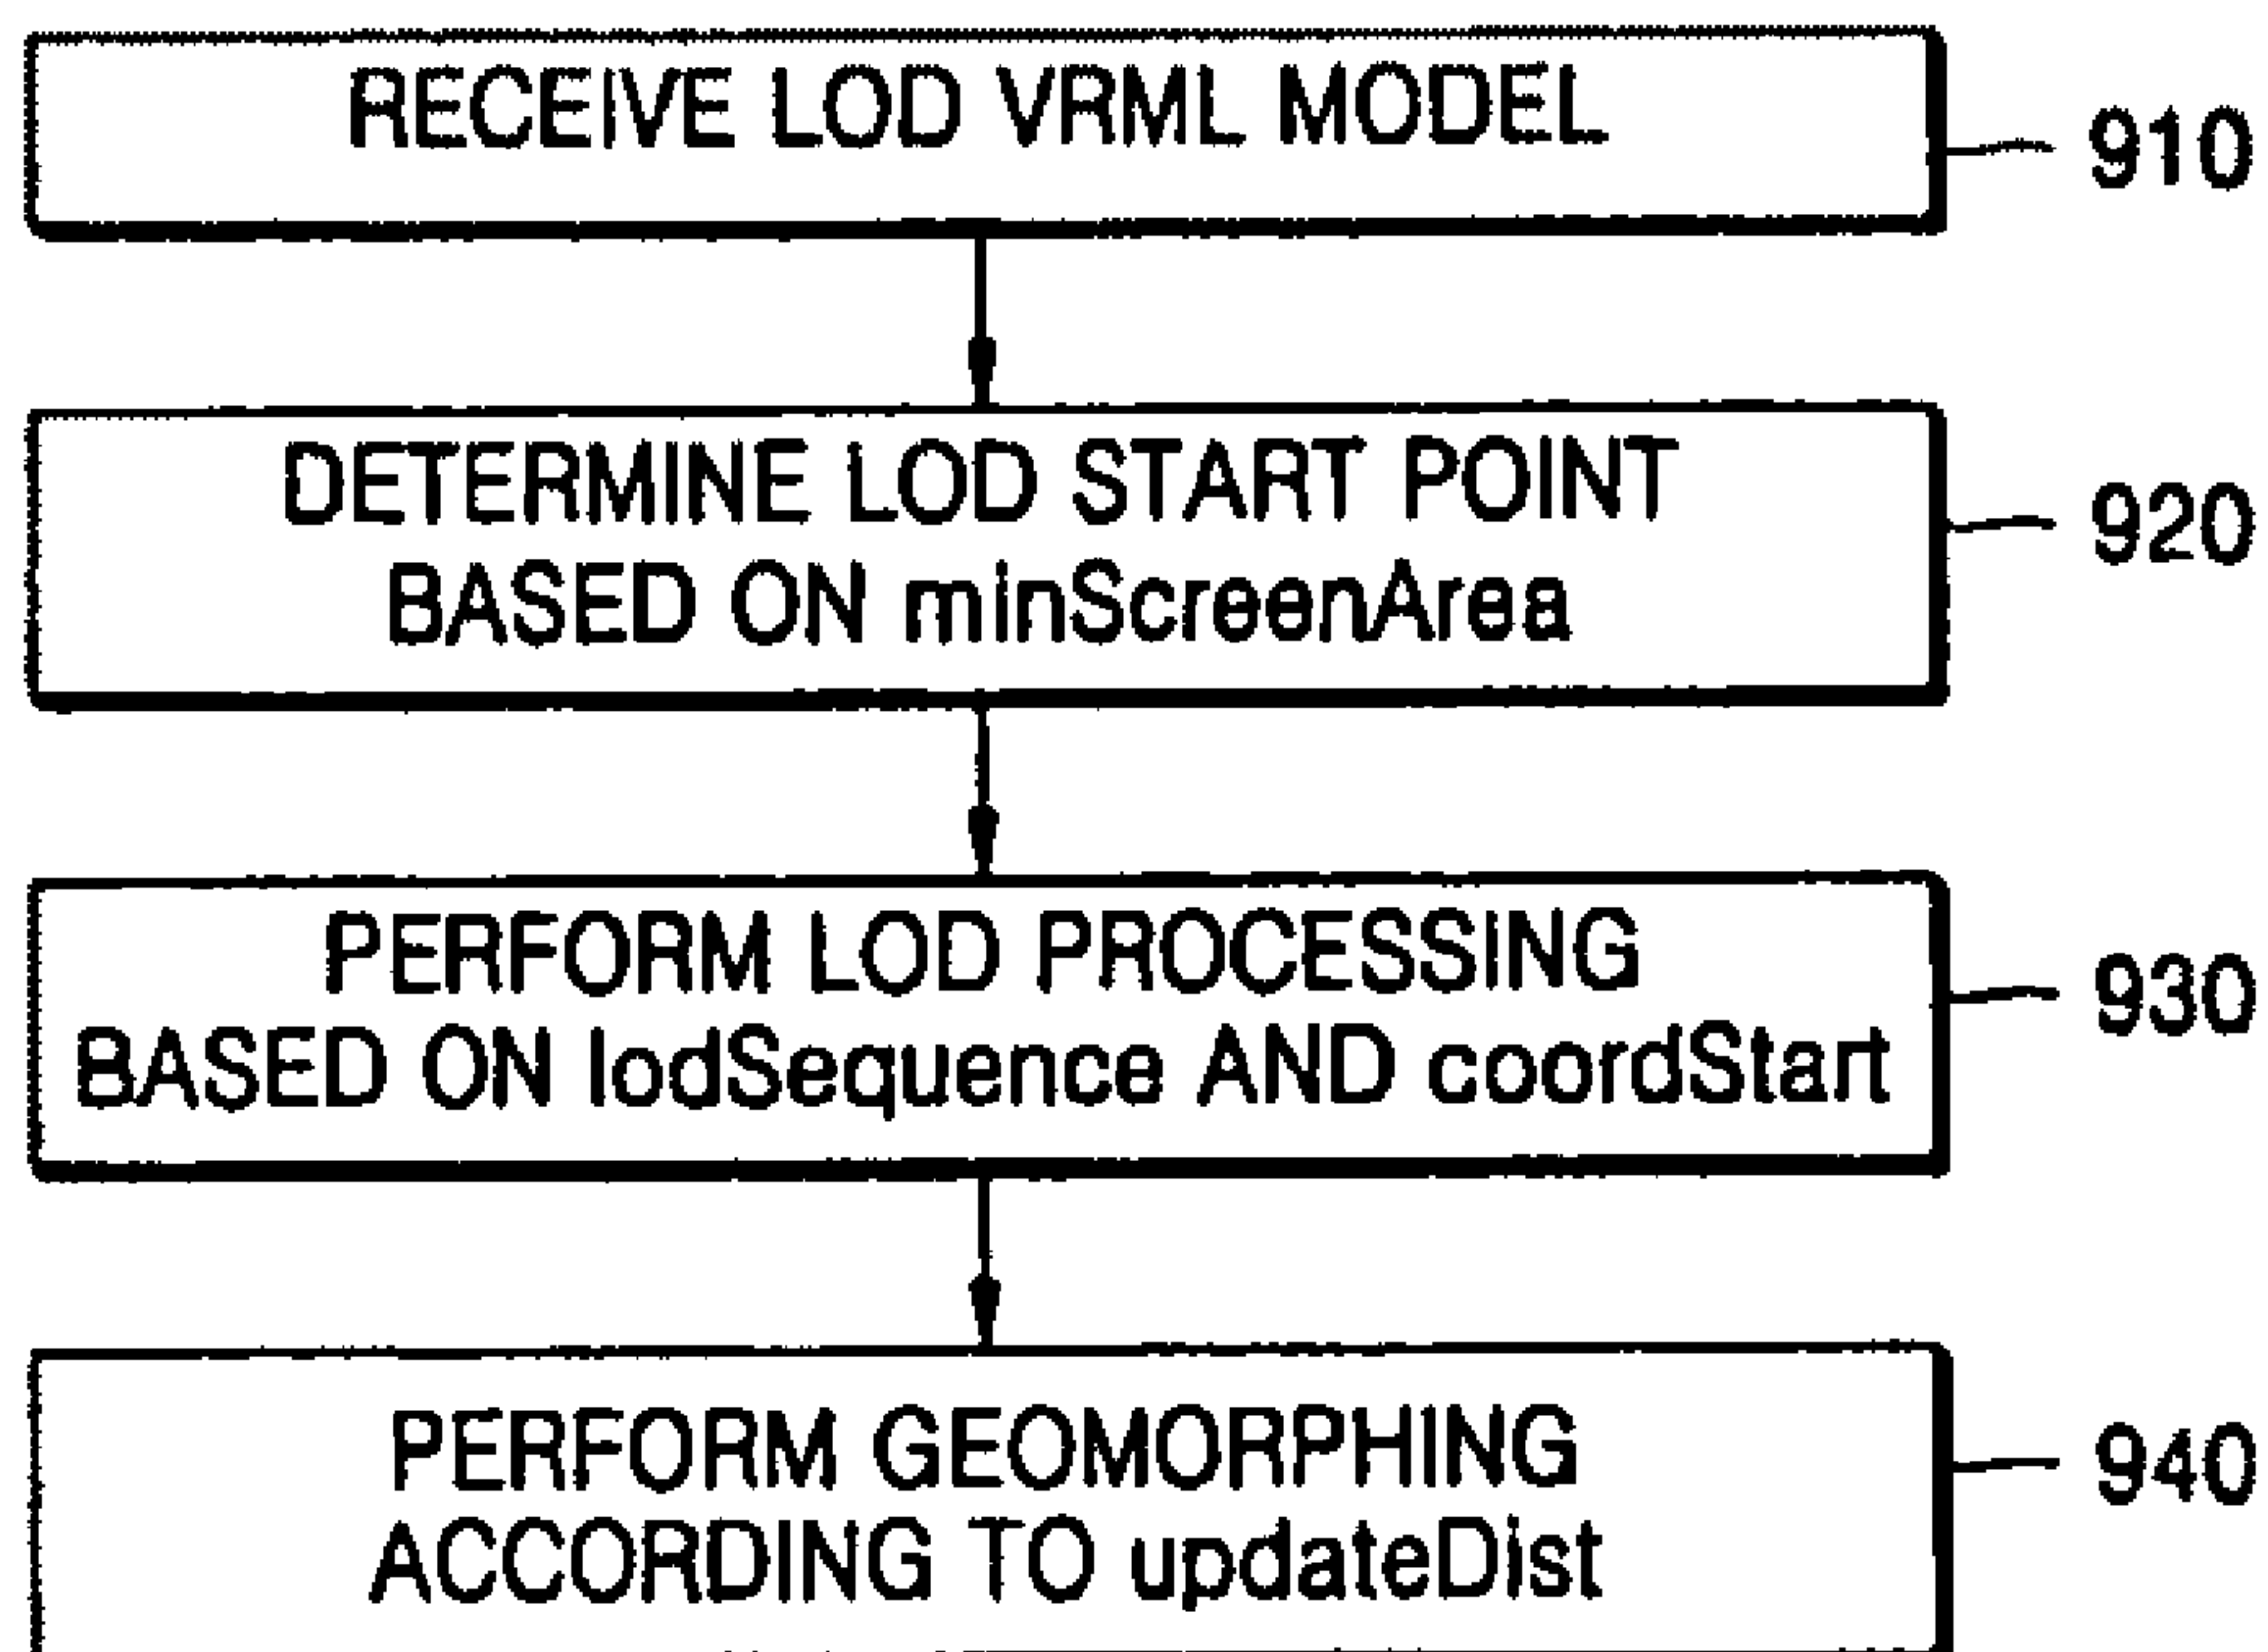 RECEIVE LOD VRML MODEL
910
DETERMINE LOD START POINT
BASED ON minScreenArea
920
PERFORM LOD PROCESSING
BASED ON lodSequence AND coordStart
930
PERFORM GEOMORPHING
ACCORDING TO updateDist
940